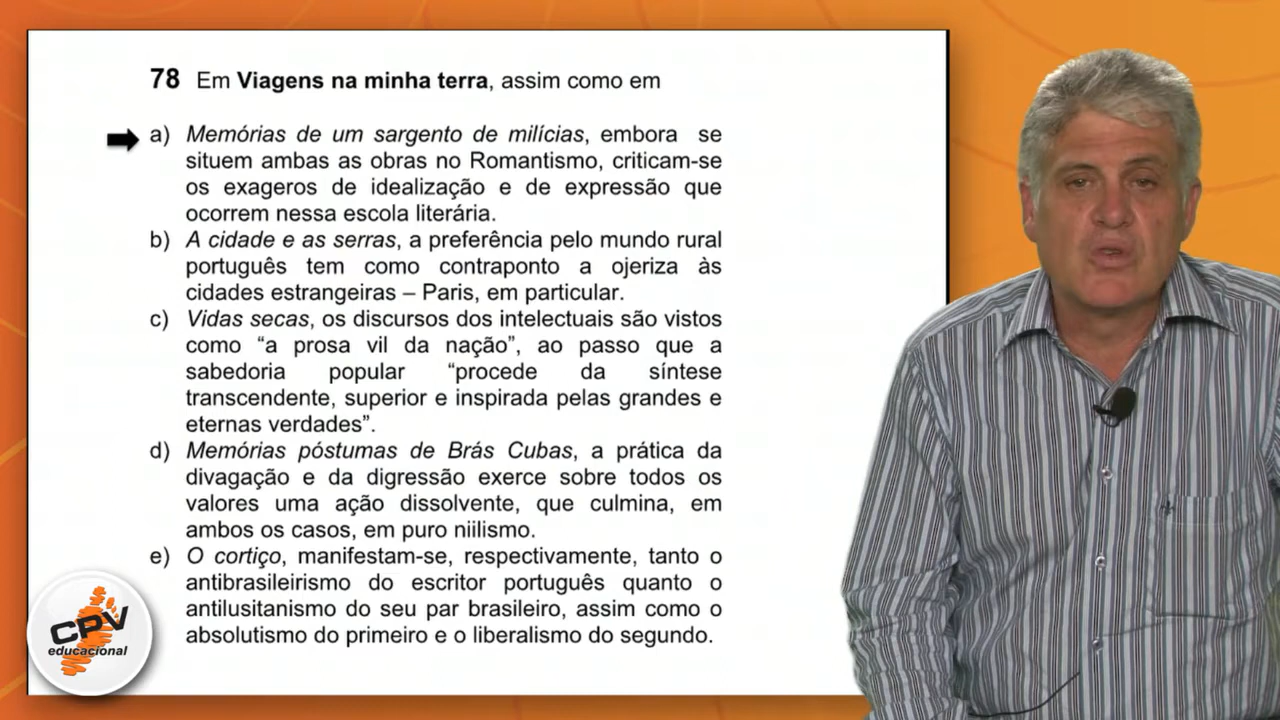 78 Em Viagens na minha terra, assim como em
a) Memórias de um sargento de milícias, embora se
situem ambas as obras no Romantismo, criticam-se
os exageros de idealização e de expressão que
ocorrem nessa escola literária.
b) A cidade e as serras, a preferência pelo mundo rural
português tem como contraponto a ojeriza às
cidades estrangeiras – Paris, em particular.
c) Vidas secas, os discursos dos intelectuais são vistos
como “a prosa vil da nação”, ao passo que a
sabedoria popular “procede da síntese
transcendente, superior e inspirada pelas grandes e
eternas verdades”.
d) Memórias póstumas de Brás Cubas, a prática da
divagação e da digressão exerce sobre todos os
valores uma ação dissolvente, que culmina, em
ambos os casos, em puro niilismo.
e) O cortiço, manifestam-se, respectivamente, tanto o
antibrasileirismo do escritor português quanto o
antilusitanismo do seu par brasileiro, assim como o
absolutismo do primeiro e o liberalismo do segundo.
CPV
educacional